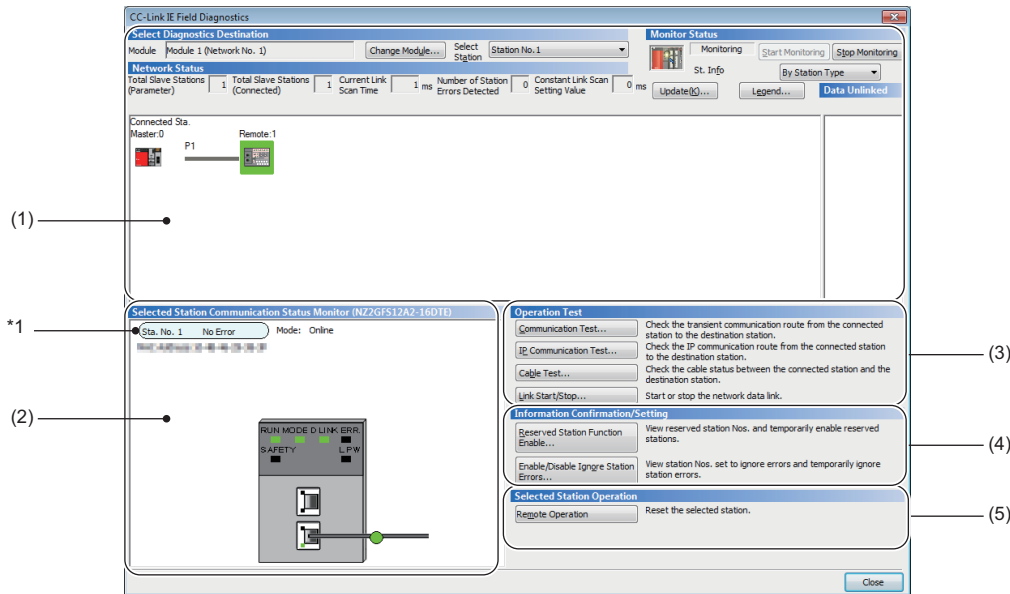 CC-Link IE Field Diagnostics
Select Diagnostics Destination
Module Module 1 (Network No. 1) Change Module... Select Station Station No.1
Monitor Status
Monitoring Start Monitoring Stop Monitoring
St. Info By Station Type
Update(K)... Legend... Data Unlinked
Network Status
Total Slave Stations (Parameter) 1 Total Slave Stations (Connected) 1 Current Link Scan Time 1 ms Number of Station Errors Detected 0 Constant Link Scan Setting Value 0 ms
Connected Sta.
Master:0 Remote:1
P1
(1)
Selected Station Communication Status Monitor (NZ2GFS12A2-16DTE)
*1
Sta. No. 1 No Error Mode: Online
(2)
RUN MODE D LINK ERR.
SAFETY L PW
Operation Test
Communication Test... Check the transient communication route from the connected station to the destination station.
IP Communication Test... Check the IP communication route from the connected station to the destination station.
Cable Test... Check the cable status between the connected station and the destination station.
Link Start/Stop... Start or stop the network data link.
(3)
Information Confirmation/Setting
Reserved Station Function Enable... View reserved station Nos. and temporarily enable reserved stations.
Enable/Disable Ignore Station Errors... View station Nos. set to ignore errors and temporarily ignore station errors.
(4)
Selected Station Operation
Remote Operation Reset the selected station.
(5)
Close